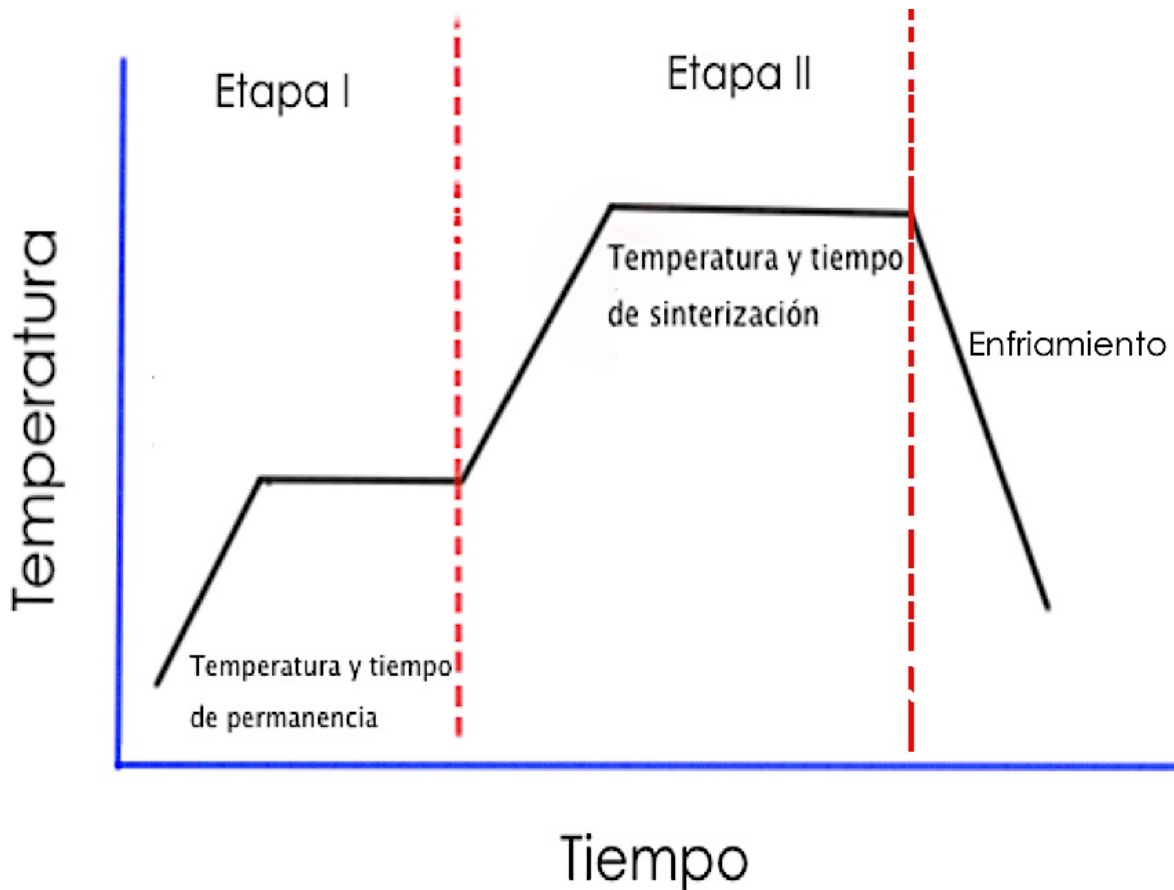 Etapa I
Etapa II
Temperatura y tiempo
de sinterización
Enfriamiento
Temperatura
Temperatura y tiempo
de permanencia
Tiempo